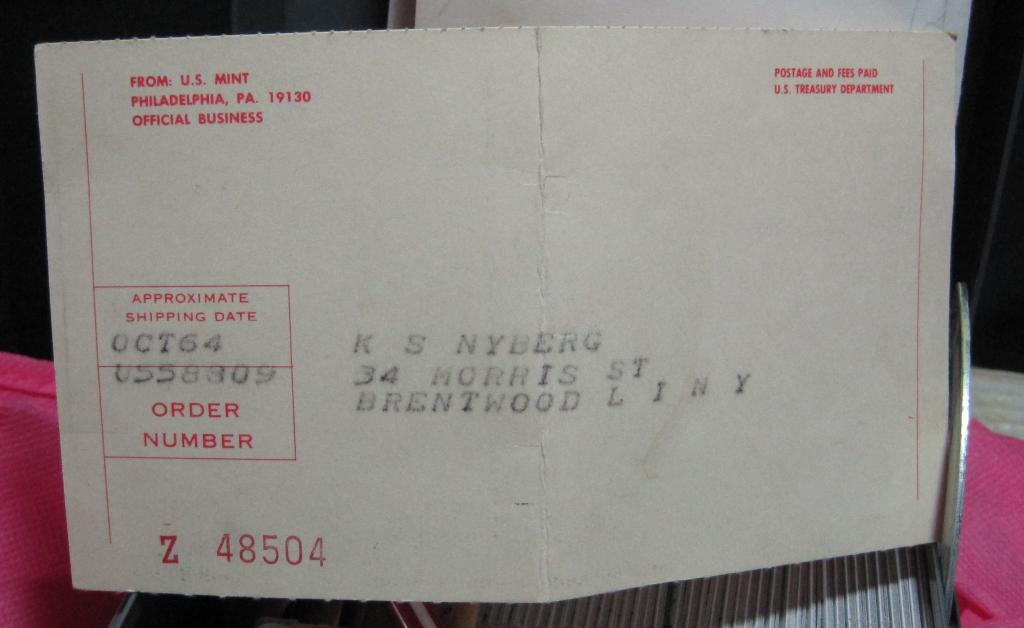 FROM: U.S. MINT
PHILADELPHIA, PA. 19130
OFFICIAL BUSINESS
POSTAGE AND FEES PAID
U.S. TREASURY DEPARTMENT
APPROXIMATE
SHIPPING DATE
OCT64
U558309
ORDER
NUMBER
K S NYBERG
34 MORRIS ST
BRENTWOOD L I N Y
Z 48504